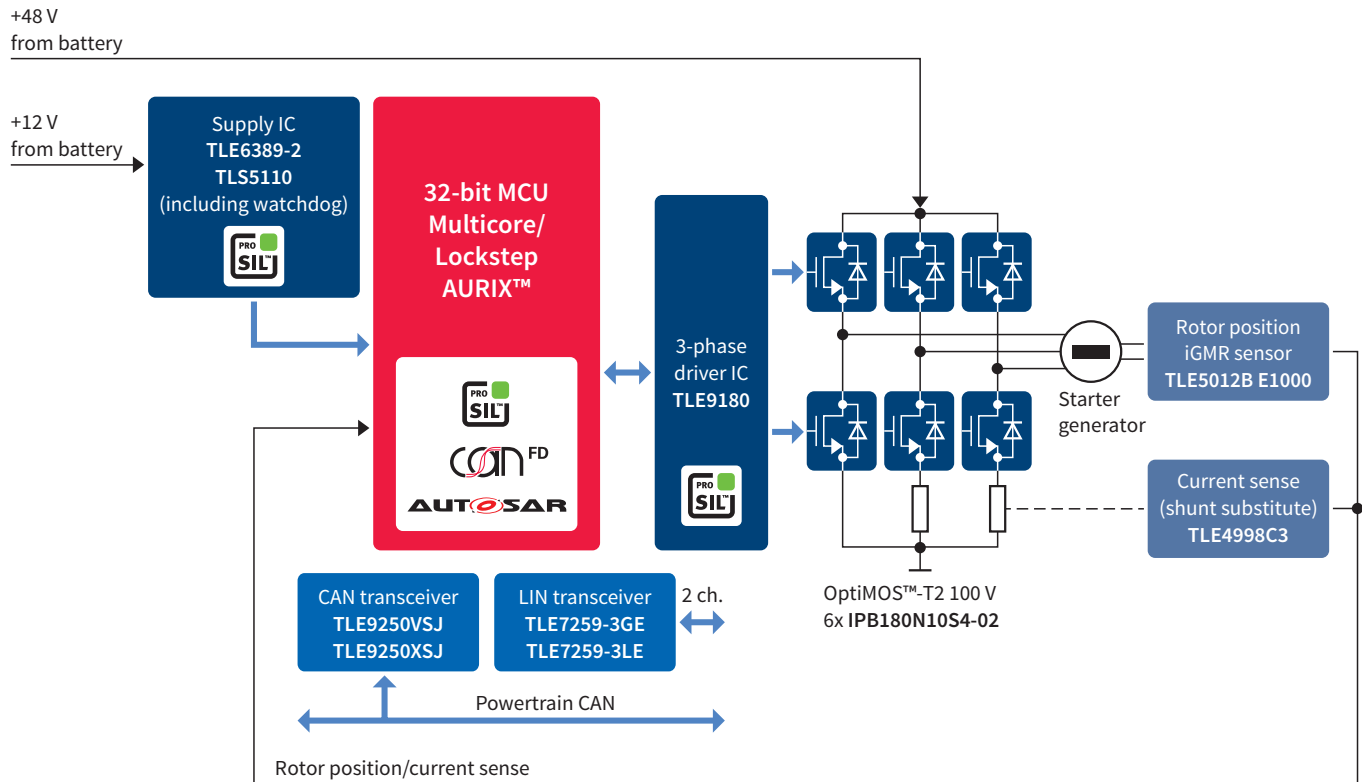 +48 V
from battery
+12 V
from battery
Supply IC
TLE6389-2
TLS5110
(including watchdog)
PRO
SIL™
32-bit MCU
Multicore/
Lockstep
AURIX™
PRO
SIL™
CAN FD
AUTOSAR
3-phase
driver IC
TLE9180
PRO
SIL™
Starter
generator
Rotor position
iGMR sensor
TLE5012B E1000
Current sense
(shunt substitute)
TLE4998C3
OptiMOS™-T2 100 V
6x IPB180N10S4-02
CAN transceiver
TLE9250VSJ
TLE9250XSJ
LIN transceiver
TLE7259-3GE
TLE7259-3LE
2 ch.
Powertrain CAN
Rotor position/current sense